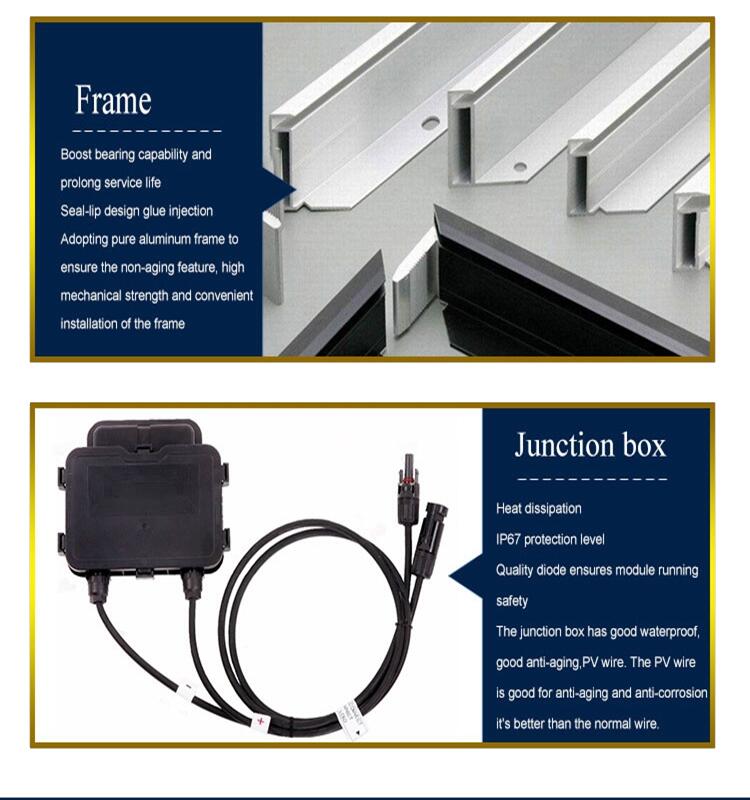 Frame
Boost bearing capability and
prolong service life
Seal-lip design glue injection
Adopting pure aluminum frame to
ensure the non-aging feature, high
mechanical strength and convenient
installation of the frame
Junction box
Heat dissipation
IP67 protection level
Quality diode ensures module running
safety
The junction box has good waterproof,
good anti-aging,PV wire. The PV wire
is good for anti-aging and anti-corrosion
it's better than the normal wire.
-
+